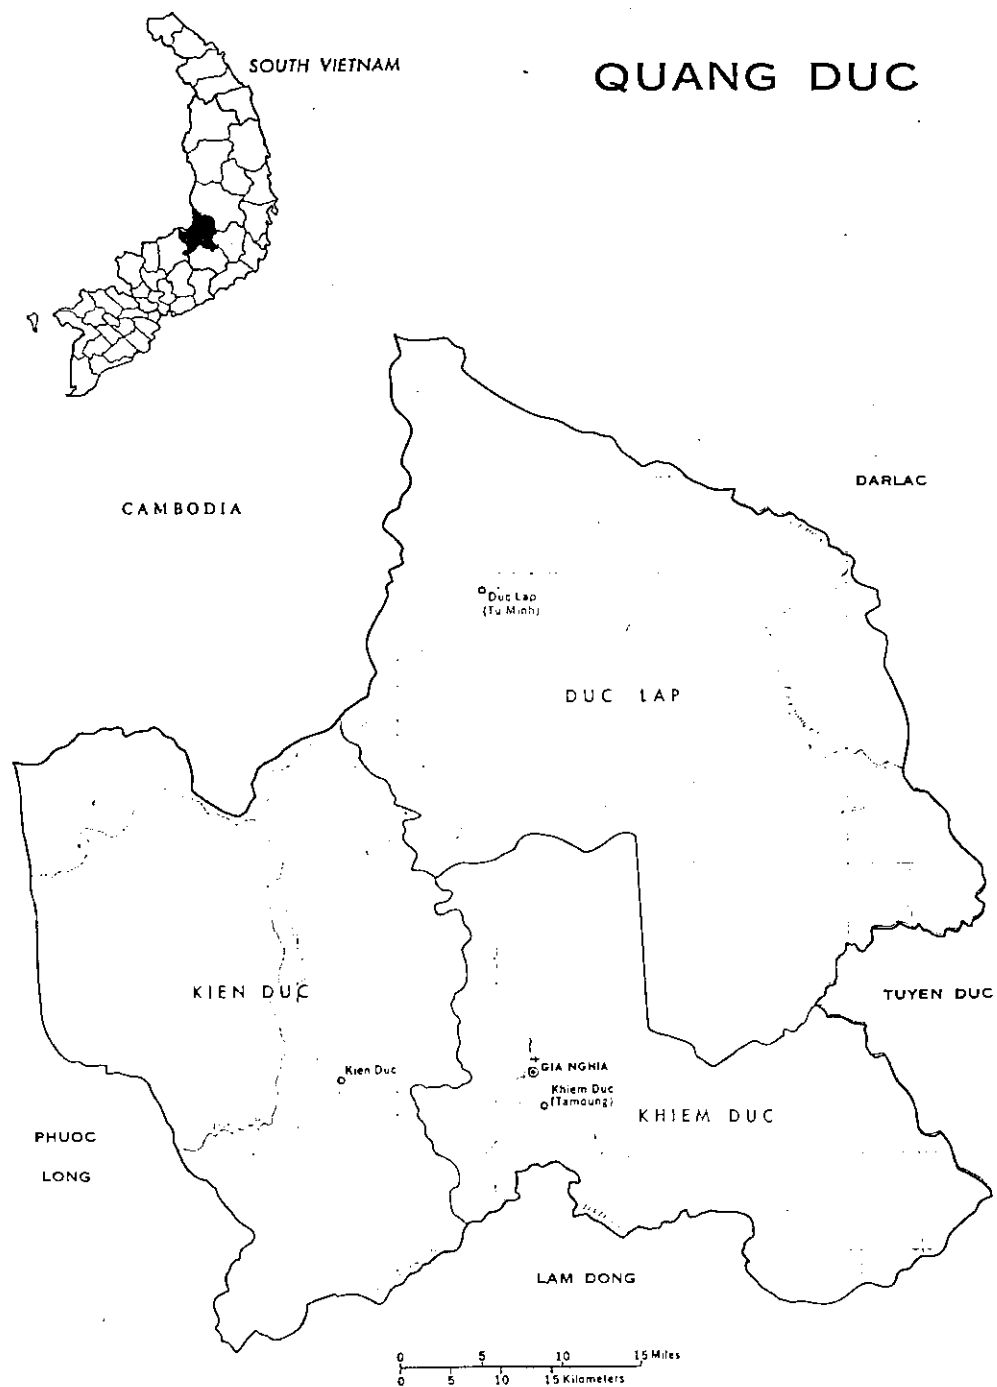 SOUTH VIETNAM
QUANG DUC
DARLAC
CAMBODIA
Duc Lap
(Tu Minh)
DUC LAP
KIEN DUC
TUYEN DUC
GIA NGHIA
Kien Duc
Khiem Duc
(Tamoung)
KHIEM DUC
PHUOC
LONG
LAM DONG
0 5 10 15 Miles
0 5 10 15 Kilometers